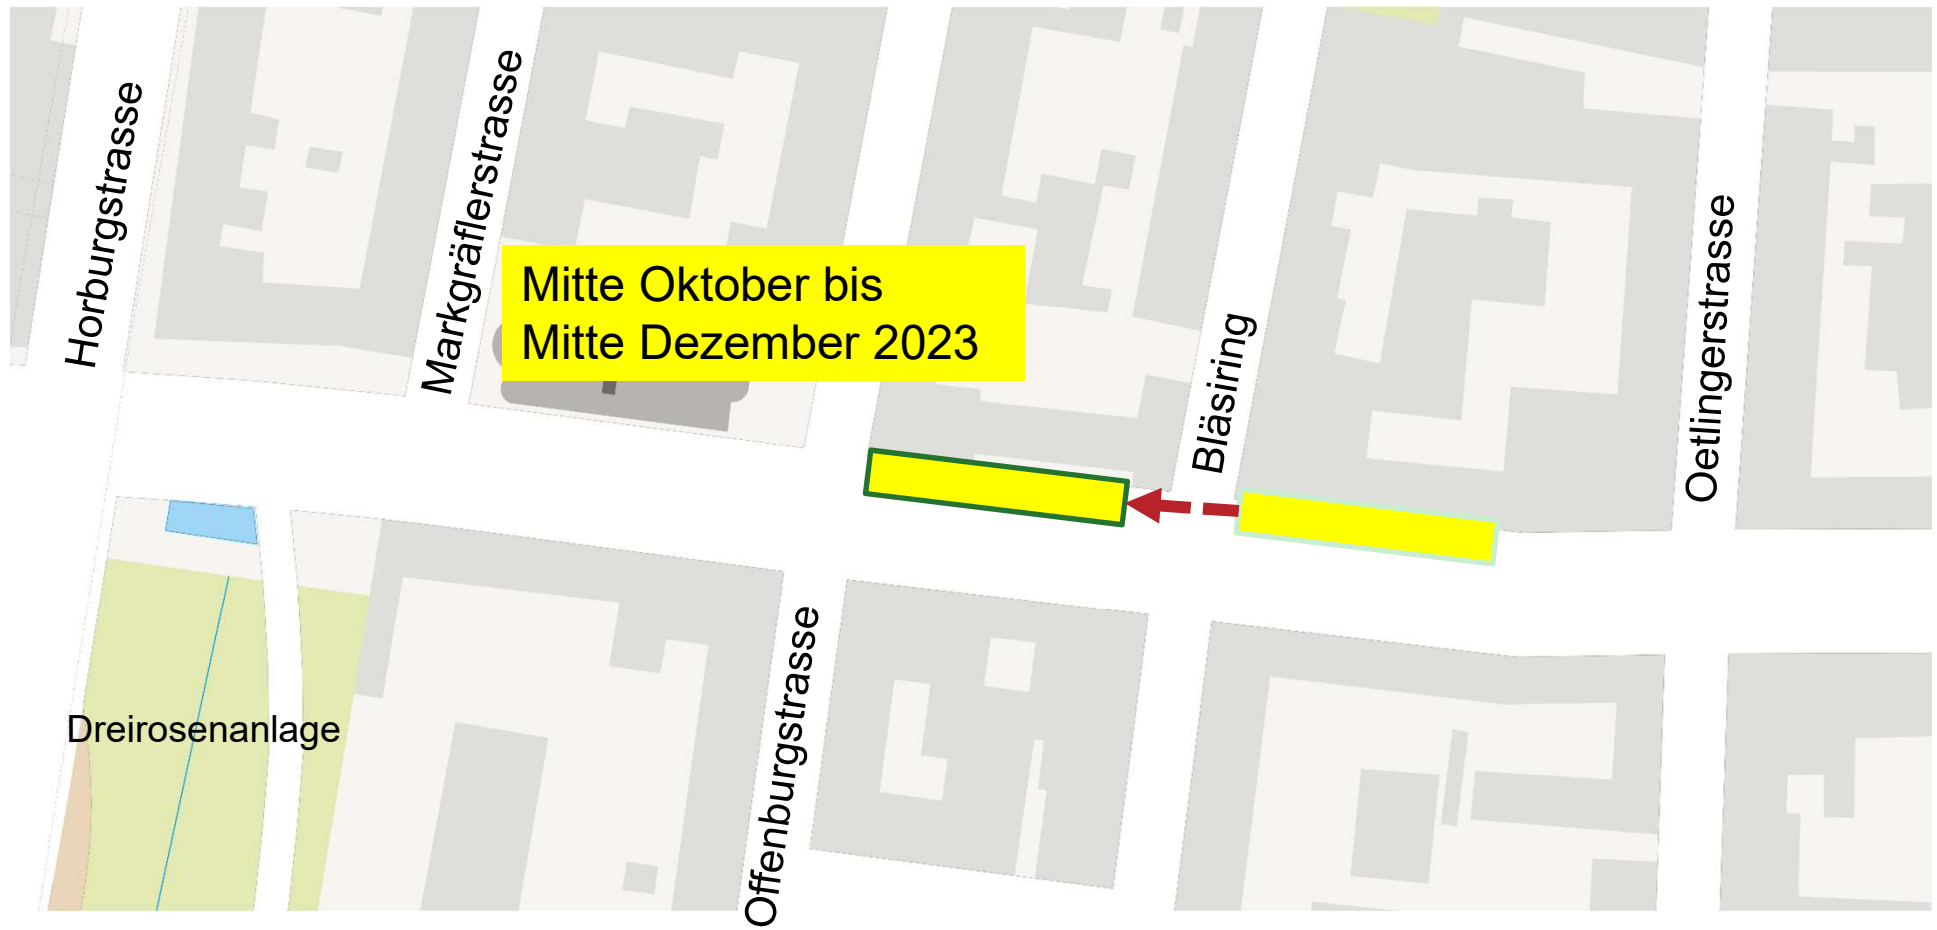 Horburgstrasse
Markgräflerstrasse
Mitte Oktober bis
Mitte Dezember 2023
Bläsiring
Oetlingerstrasse
Dreirosenanlage
Offenburgstrasse